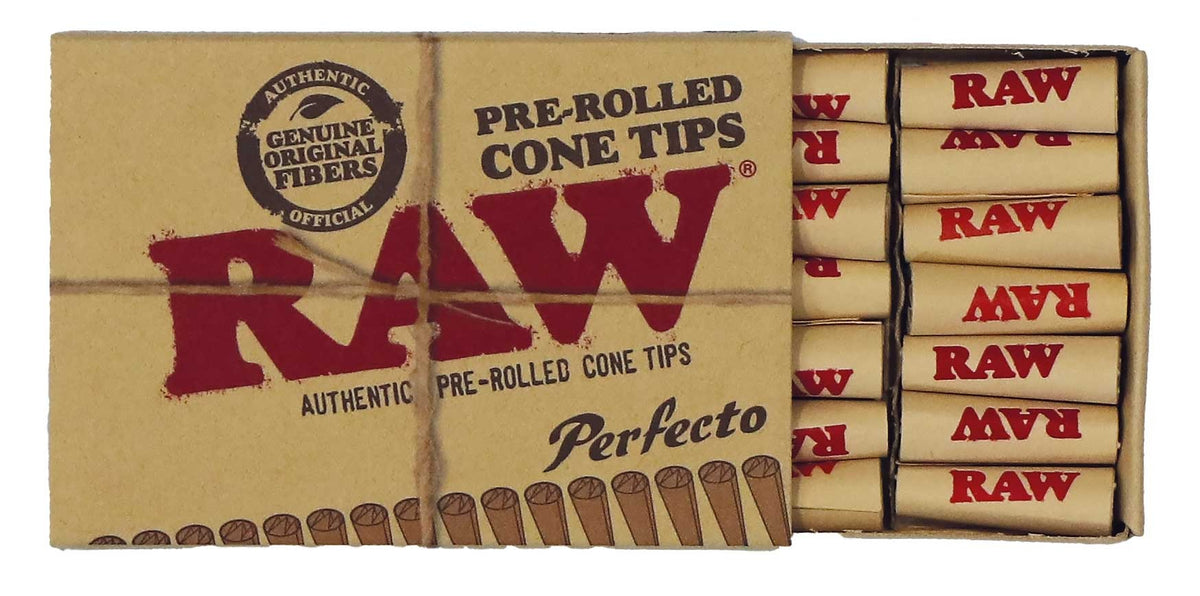 AUTHENTIC
GENUINE
ORIGINAL
FIBERS
OFFICIAL
PRE-ROLLED
CONE TIPS
RAW®
AUTHENTIC PRE-ROLLED CONE TIPS
Perfecto
RAW
RAW
RAW
RAW
RAW
RAW
RAW